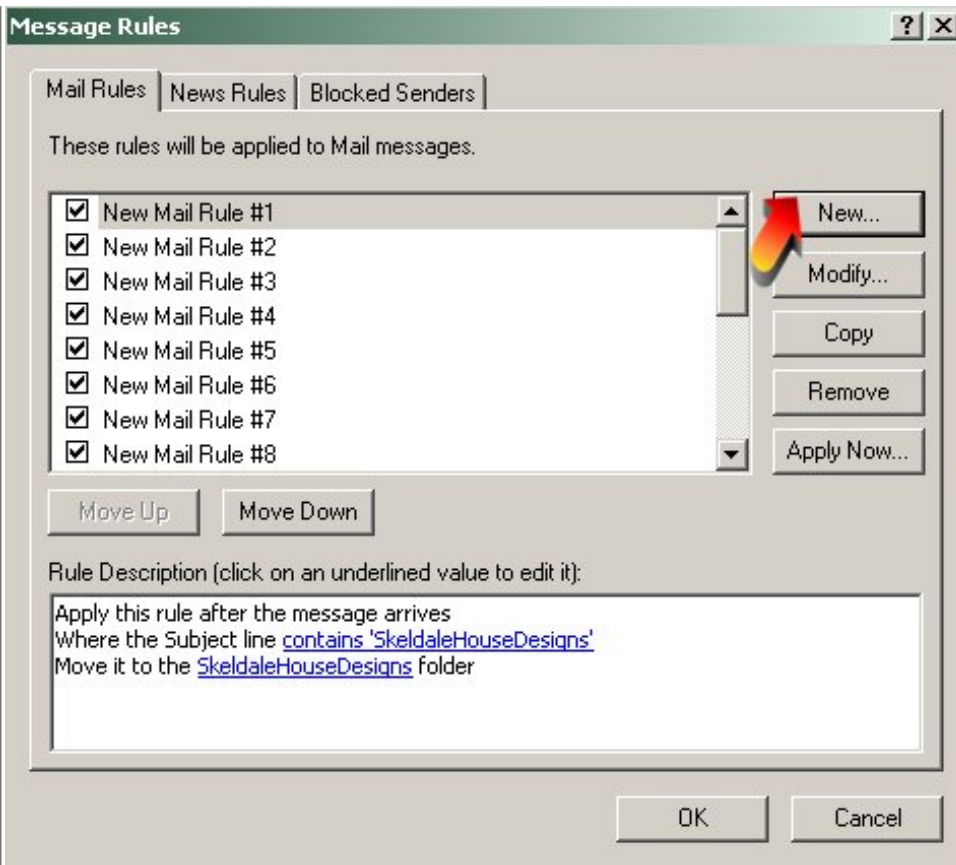 Message Rules
Mail Rules News Rules Blocked Senders
These rules will be applied to Mail messages.
New Mail Rule #1
New Mail Rule #2
New Mail Rule #3
New Mail Rule #4
New Mail Rule #5
New Mail Rule #6
New Mail Rule #7
New Mail Rule #8
New...
Modify...
Copy
Remove
Apply Now...
Move Up Move Down
Rule Description (click on an underlined value to edit it):
Apply this rule after the message arrives
Where the Subject line contains 'SkeldaleHouseDesigns'
Move it to the SkeldaleHouseDesigns folder
OK Cancel